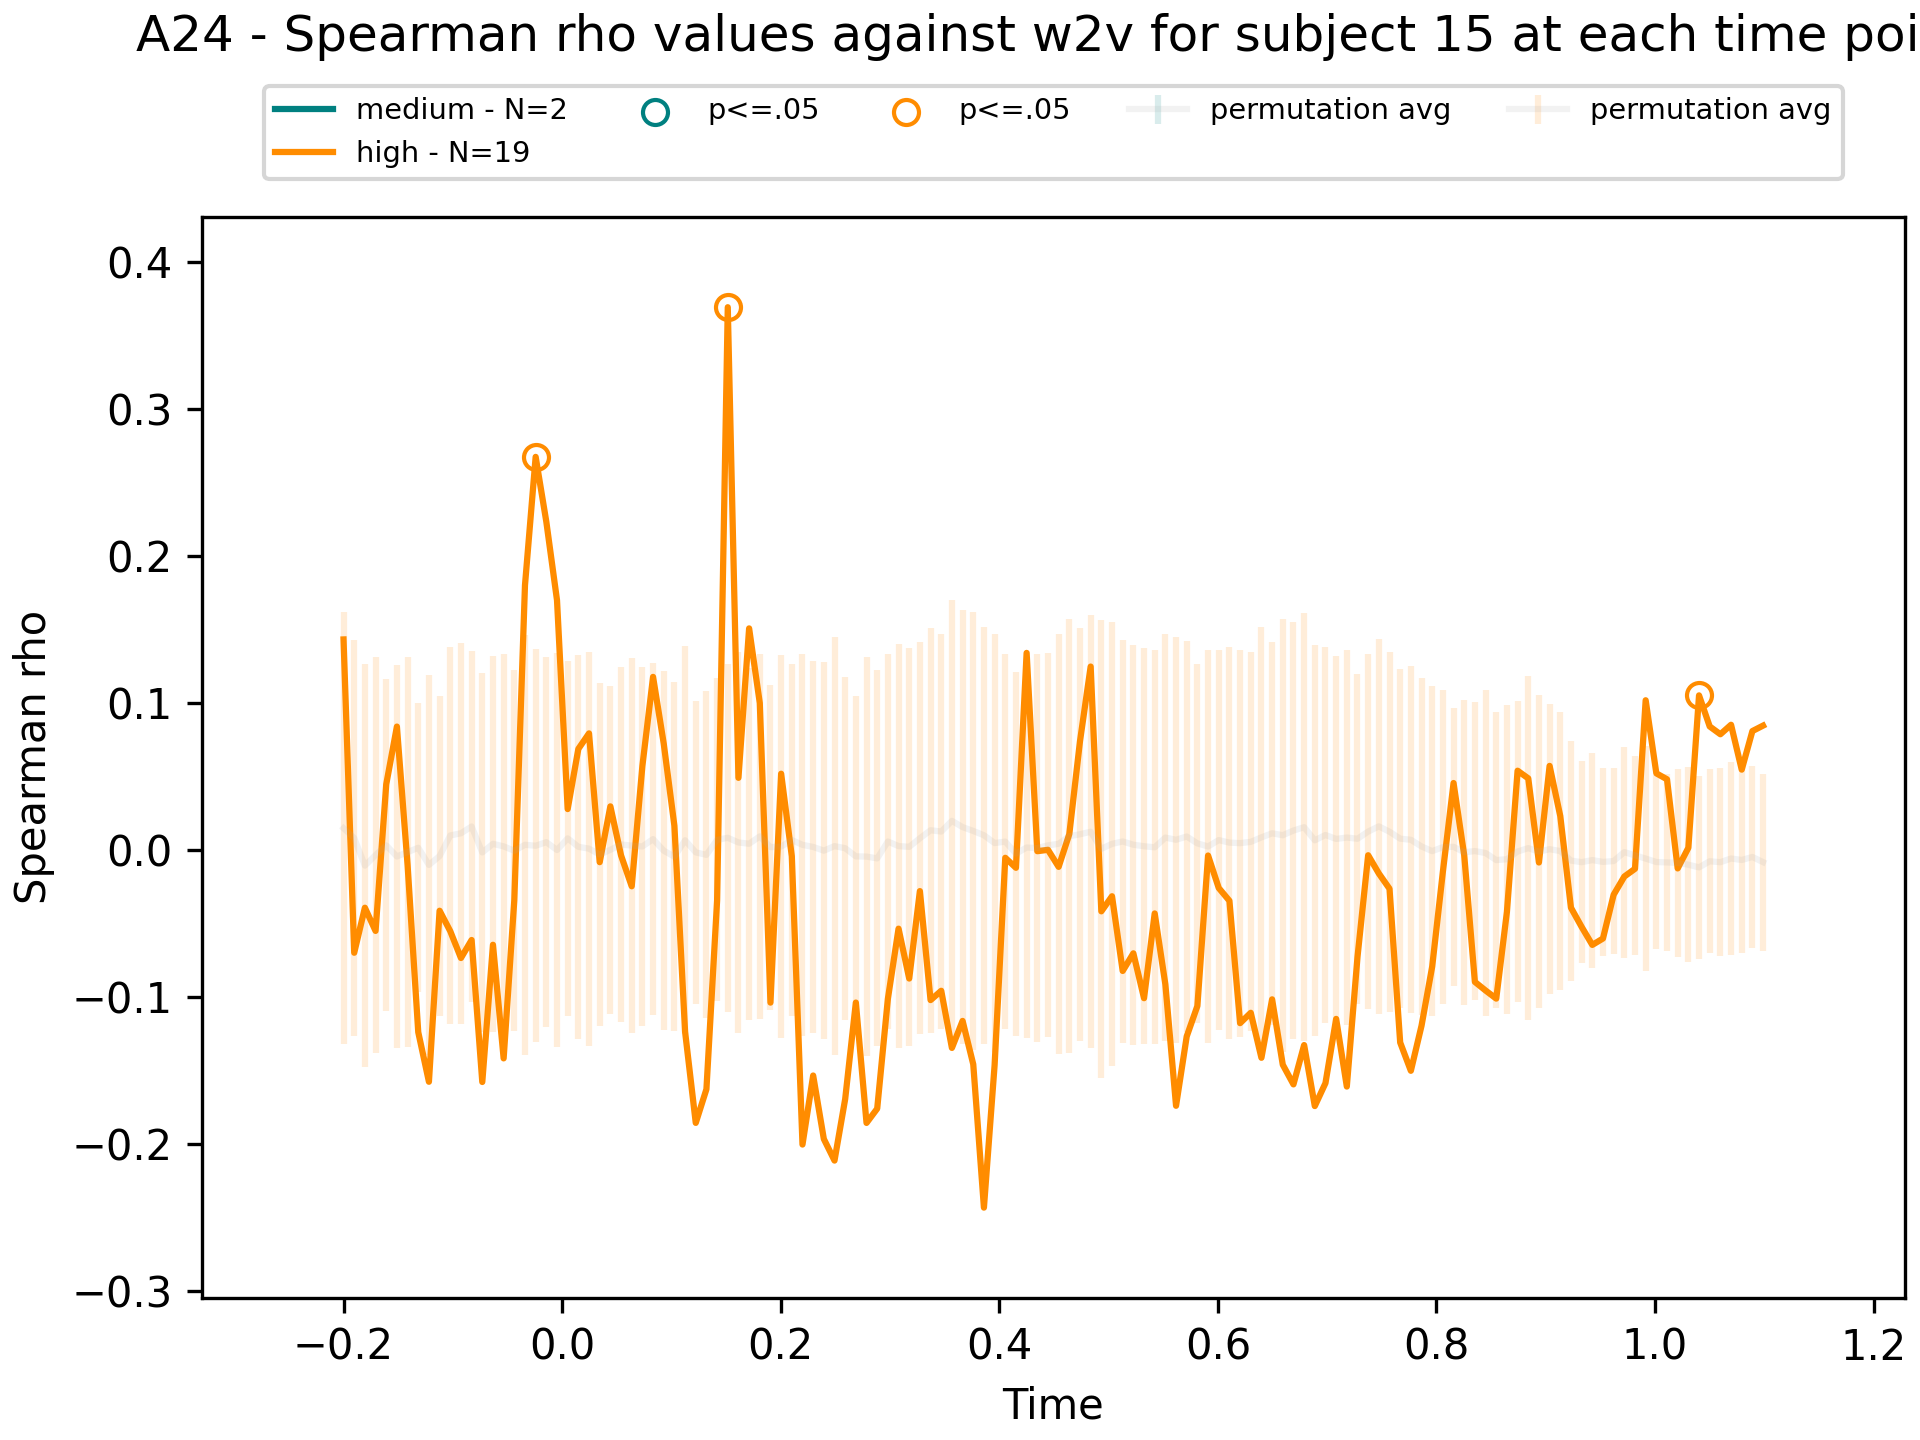 A24 - Spearman rho values against w2v for subject 15 at each time poi
medium - N=2
high - N=19
p<=.05
p<=.05
permutation avg
permutation avg
0.4
0.3
0.2
0.1
0.0
−0.1
−0.2
−0.3
Spearman rho
−0.2 0.0 0.2 0.4 0.6 0.8 1.0 1.2
Time